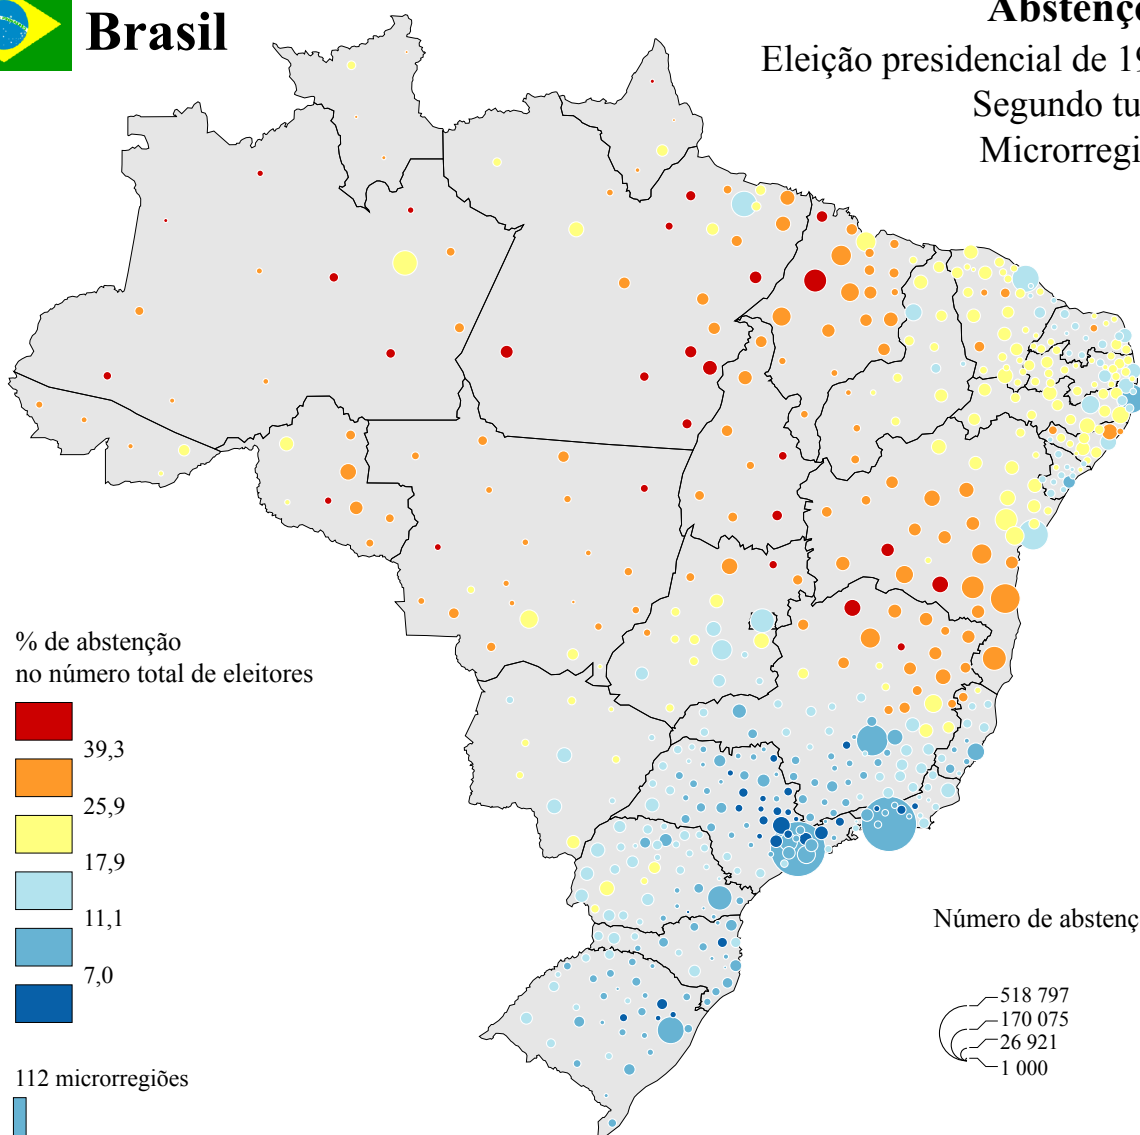 Brasil
Abstenço
Eleição presidencial de 19
Segundo tu
Microrregi
% de abstenção
no número total de eleitores
39,3
25,9
17,9
11,1
7,0
112 microrregiões
Número de abstenç
518 797
170 075
26 921
1 000